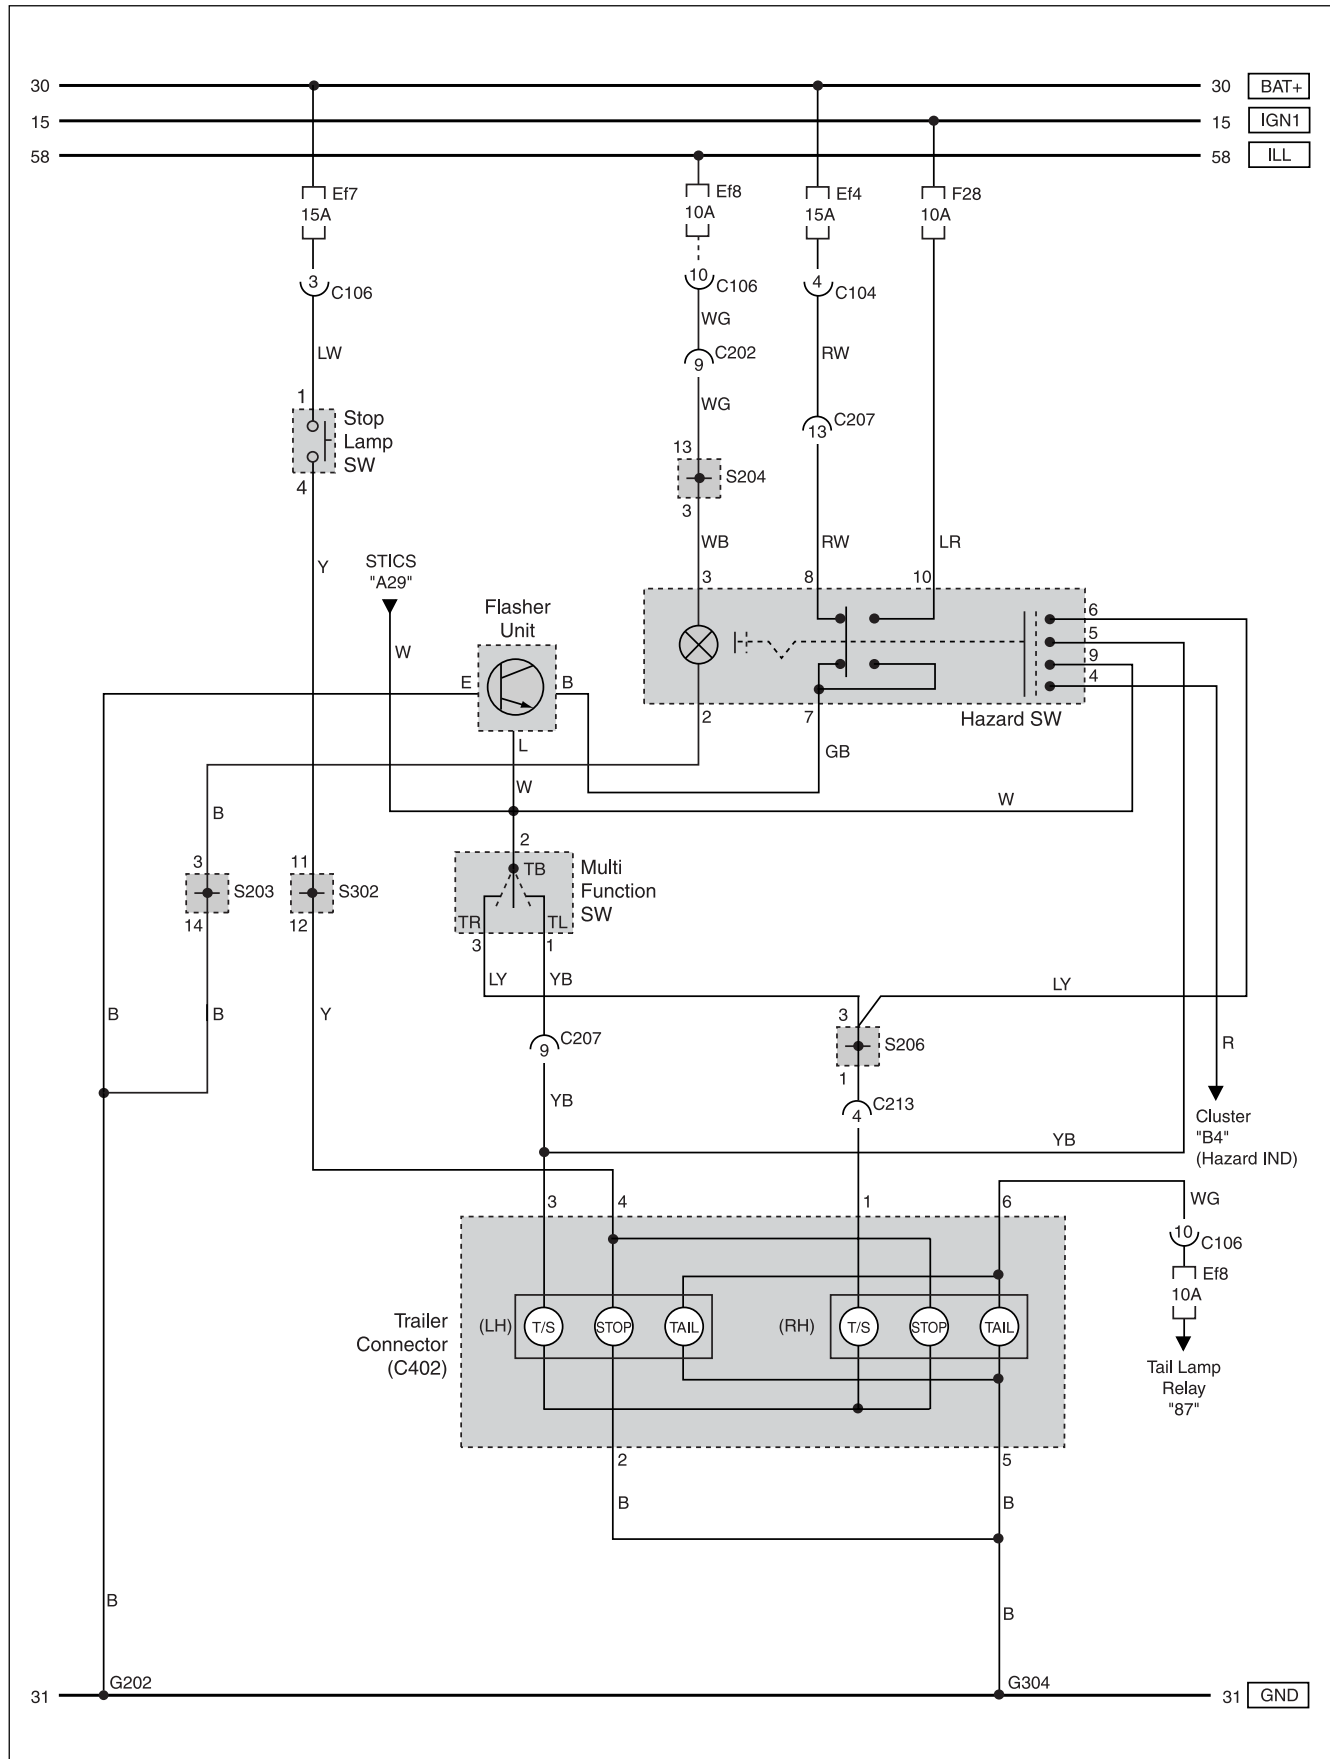 30
30 BAT+
15
15 IGN1
58
58 ILL
Ef7
15A
Ef8
10A
Ef4
15A
F28
10A
3 C106
10 C106
4 C104
WG
LW
9 C202
RW
WG
13 C207
1
Stop
Lamp
SW
4
13
S204
3
WB
RW
LR
Y
STICS
"A29"
W
Flasher
Unit
E
B
L
W
3
8
10
6
5
9
4
2
7
Hazard SW
GB
W
B
2
TB
Multi
Function
SW
TR
TL
3
1
3
S203
14
11
S302
12
LY
YB
LY
B
B
Y
9 C207
3
S206
1
R
YB
4 C213
YB
Cluster
"B4"
(Hazard IND)
3
4
1
6
WG
10 C106
Ef8
10A
Tail Lamp
Relay
"87"
Trailer
Connector
(C402)
(LH)
T/S
STOP
TAIL
(RH)
T/S
STOP
TAIL
2
5
B
B
B
B
G202
G304
31
31 GND